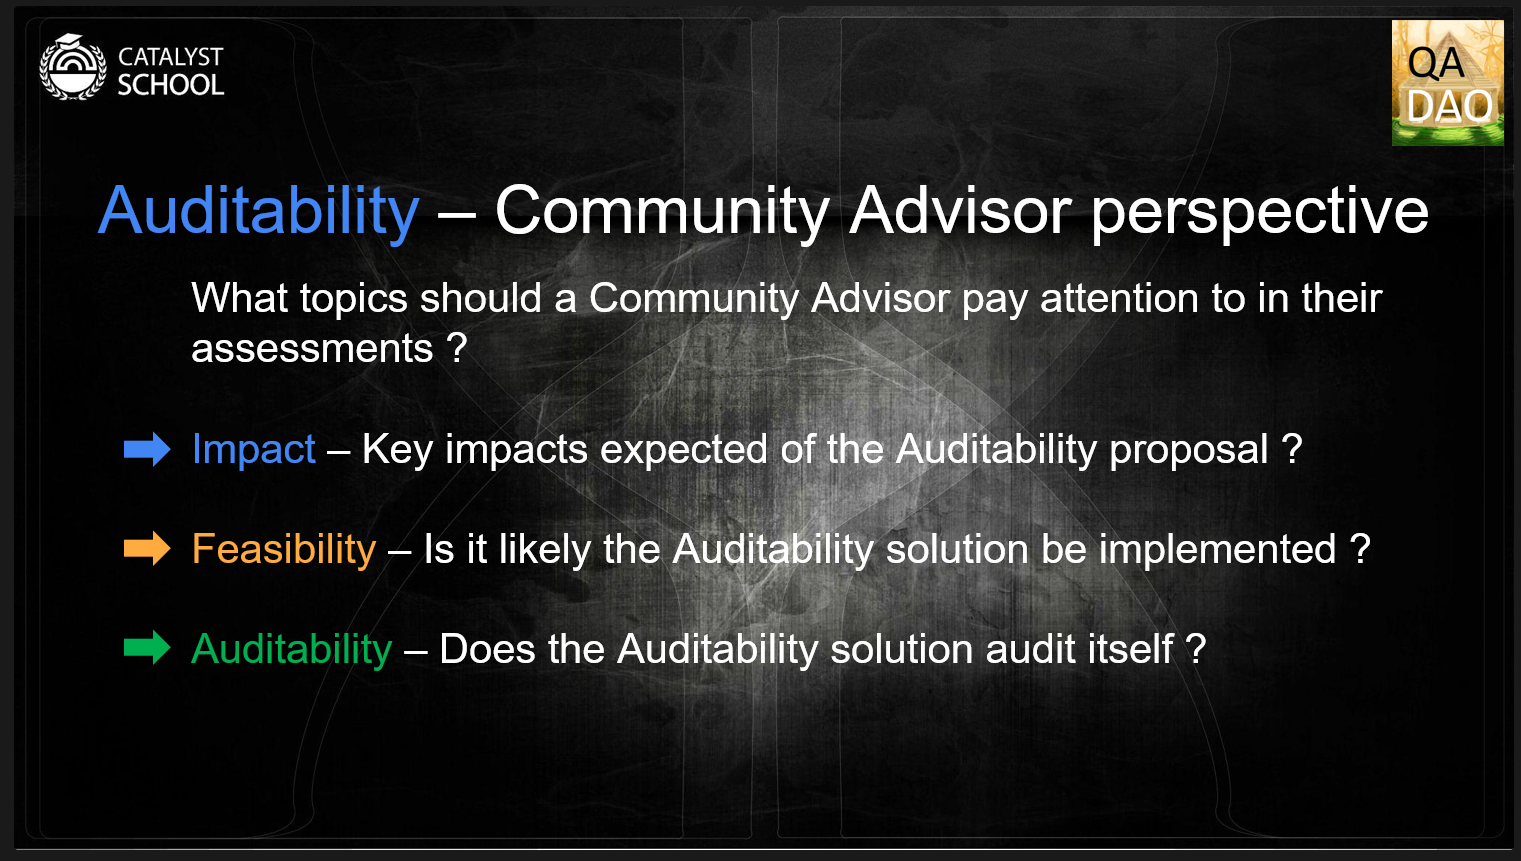 CATALYST
SCHOOL
QA
DAO
Auditability – Community Advisor perspective
What topics should a Community Advisor pay attention to in their
assessments ?
Impact – Key impacts expected of the Auditability proposal ?
Feasibility – Is it likely the Auditability solution be implemented ?
Auditability – Does the Auditability solution audit itself ?